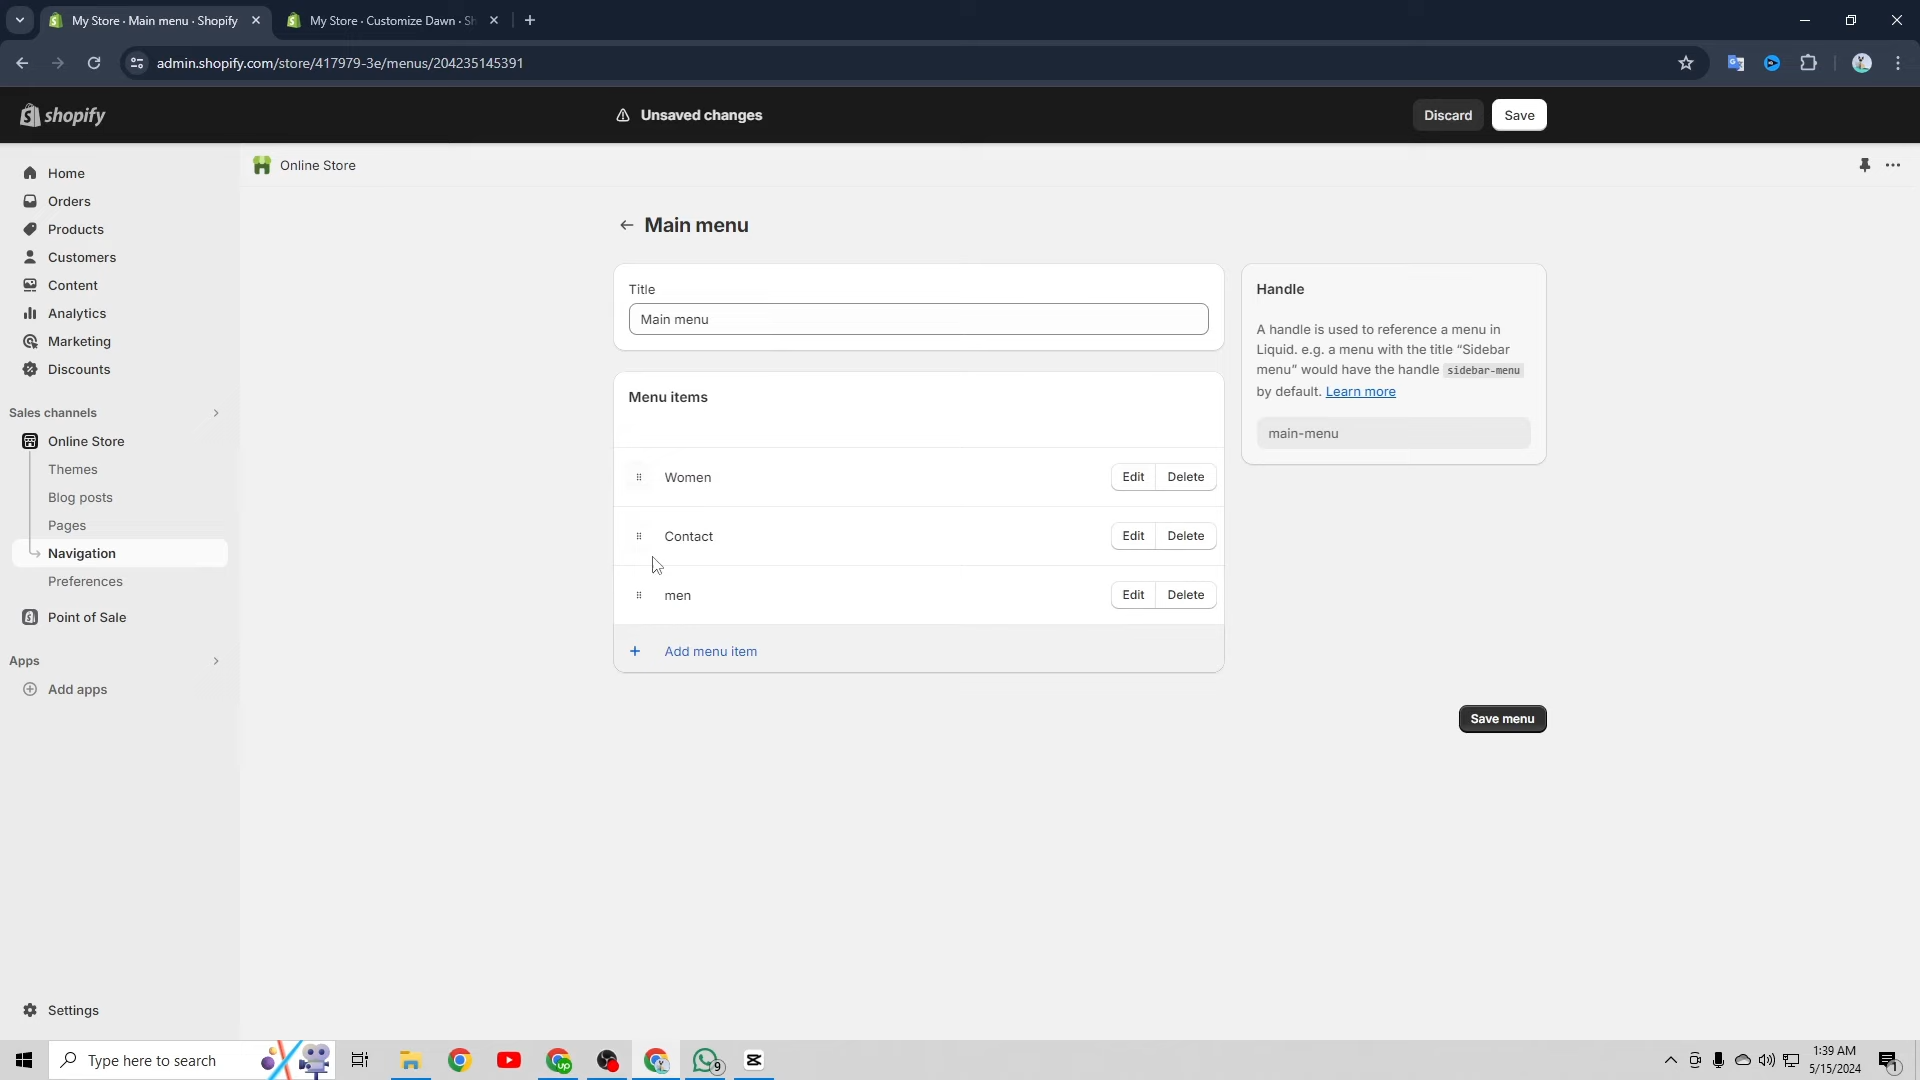 My Store · Main menu · Shopify
My Store · Customize Dawn · Sh
admin.shopify.com/store/417979-3e/menus/204235145391
shopify
Unsaved changes
Discard
Save
Home
Orders
Products
Customers
Content
Analytics
Marketing
Discounts
Sales channels
Online Store
Themes
Blog posts
Pages
Navigation
Preferences
Point of Sale
Apps
Add apps
Settings
Online Store
Main menu
Title
Main menu
Menu items
Women
Edit
Delete
Contact
Edit
Delete
men
Edit
Delete
Add menu item
Handle
A handle is used to reference a menu in
Liquid. e.g. a menu with the title “Sidebar
menu” would have the handle sidebar-menu
by default. Learn more
main-menu
Save menu
Type here to search
up
9
1:39 AM
5/15/2024
1